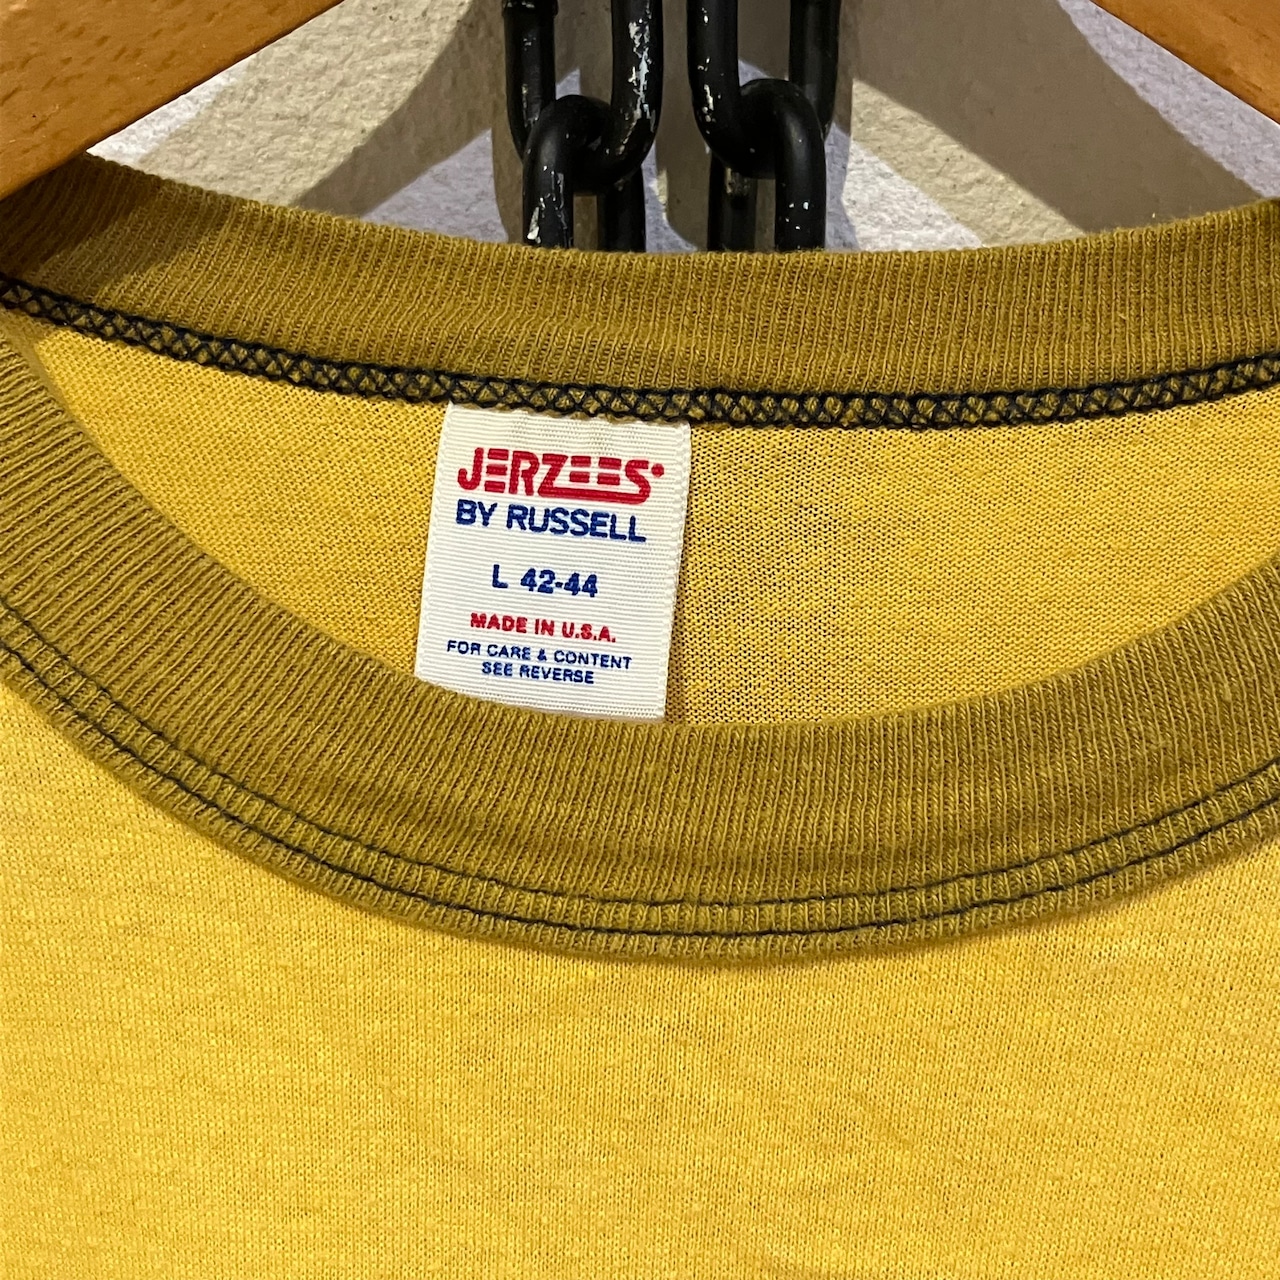 JERZEES
BY RUSSELL
L 42-44
MADE IN U.S.A.
FOR CARE & CONTENT
SEE REVERSE